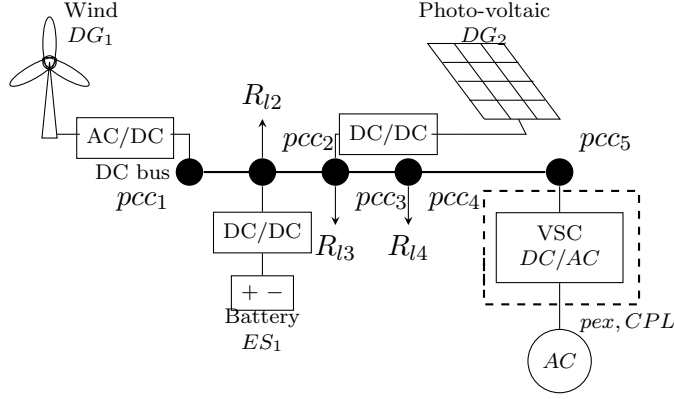 Wind
DG1
Photo-voltaic
DG2
Rl2
AC/DC
pcc2
DC/DC
pcc5
DC bus
pcc1
pcc3
pcc4
DC/DC
Rl3
Rl4
VSC
DC/AC
+ −
Battery
ES1
pex, CPL
AC